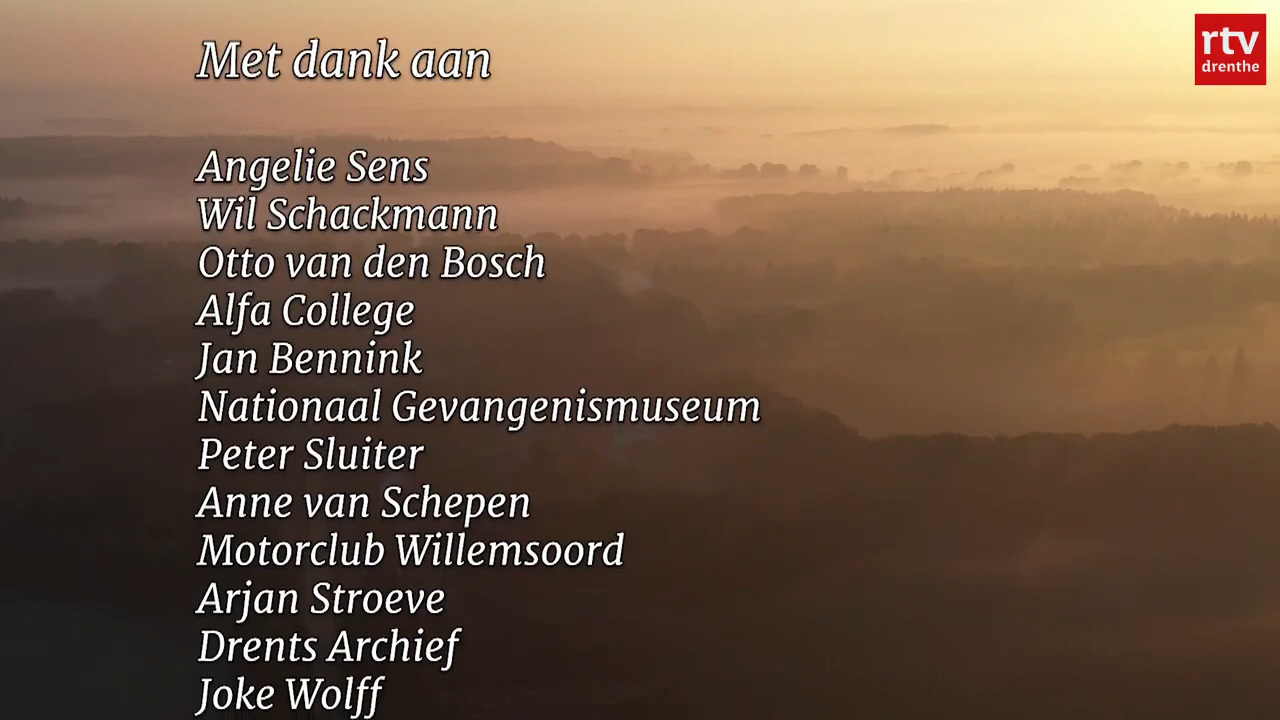 Met dank aan
rtv
drenthe
Angelie Sens
Wil Schackmann
Otto van den Bosch
Alfa College
Jan Bennink
Nationaal Gevangenismuseum
Peter Sluiter
Anne van Schepen
Motorclub Willemsoord
Arjan Stroeve
Drents Archief
Joke Wolff